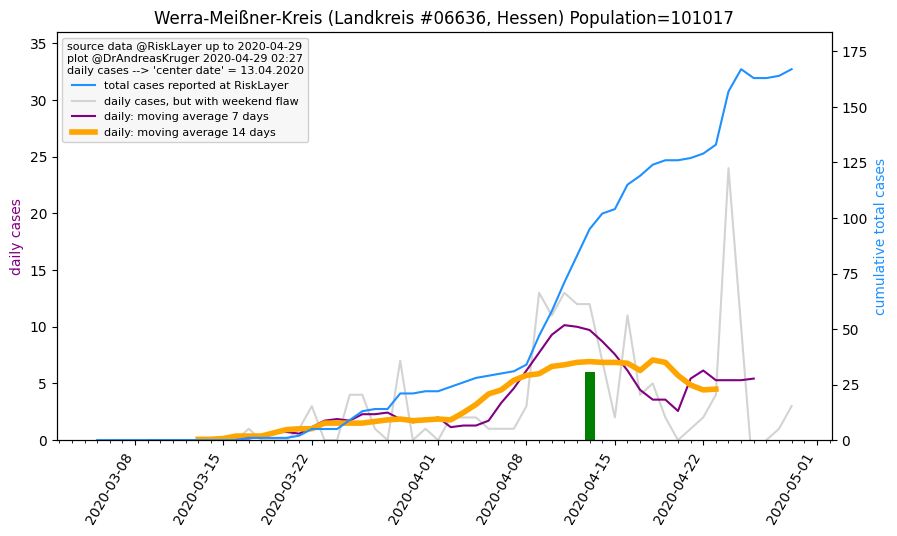 Werra-Meißner-Kreis (Landkreis #06636, Hessen) Population=101017
source data @RiskLayer up to 2020-04-29
plot @DrAndreasKruger 2020-04-29 02:27
daily cases --> 'center date' = 13.04.2020
total cases reported at RiskLayer
daily cases, but with weekend flaw
daily: moving average 7 days
daily: moving average 14 days
daily cases
35
30
25
20
15
10
5
0
cumulative total cases
175
150
125
100
75
50
25
0
2020-03-08
2020-03-15
2020-03-22
2020-04-01
2020-04-08
2020-04-15
2020-04-22
2020-05-01